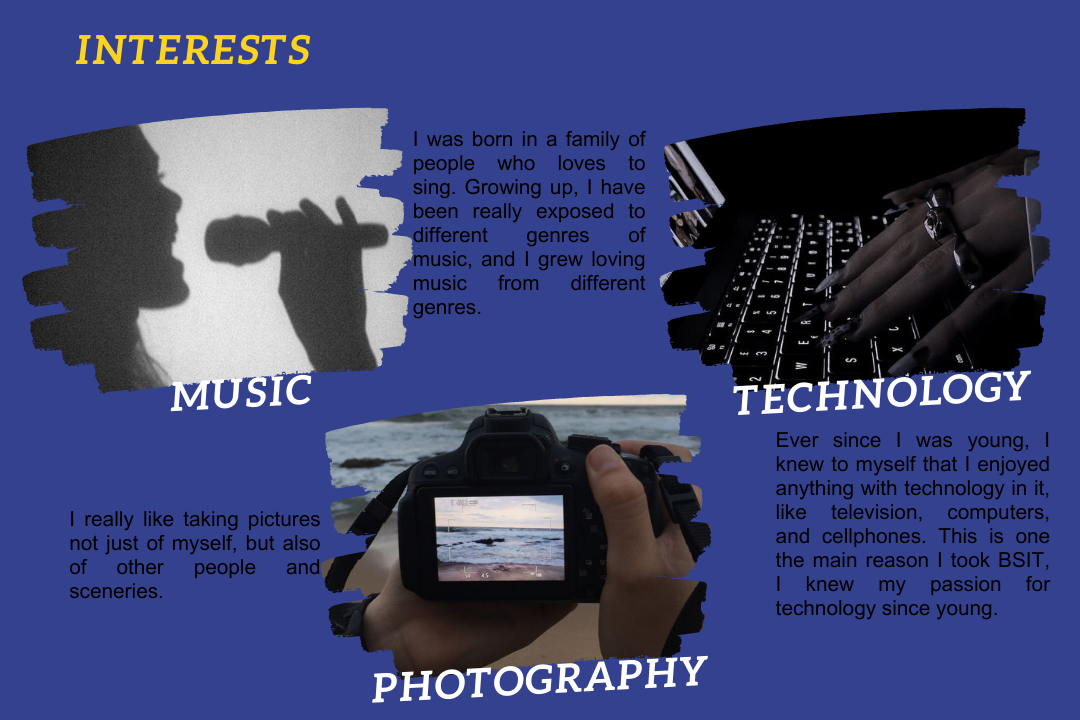 INTERESTS
I was born in a family of
people who loves to
sing. Growing up, I have
been really exposed to
different genres of
music, and I grew loving
music from different
genres.
MUSIC
TECHNOLOGY
Ever since I was young, I
knew to myself that I enjoyed
anything with technology in it,
like television, computers,
and cellphones. This is one
the main reason I took BSIT,
I knew my passion for
technology since young.
I really like taking pictures
not just of myself, but also
of other people and
sceneries.
PHOTOGRAPHY